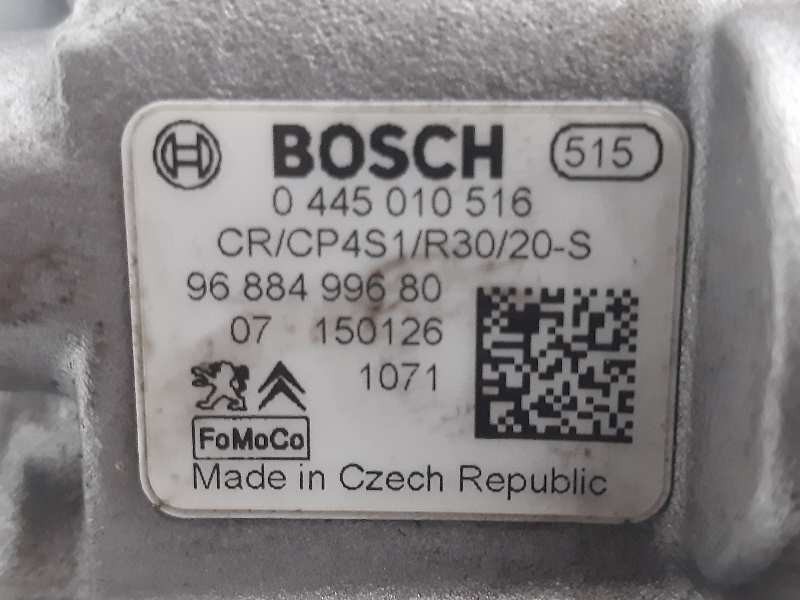 BOSCH 515
0 445 010 516
CR/CP4S1/R30/20-S
96 884 996 80
07 150126
1071
FoMoCo
Made in Czech Republic